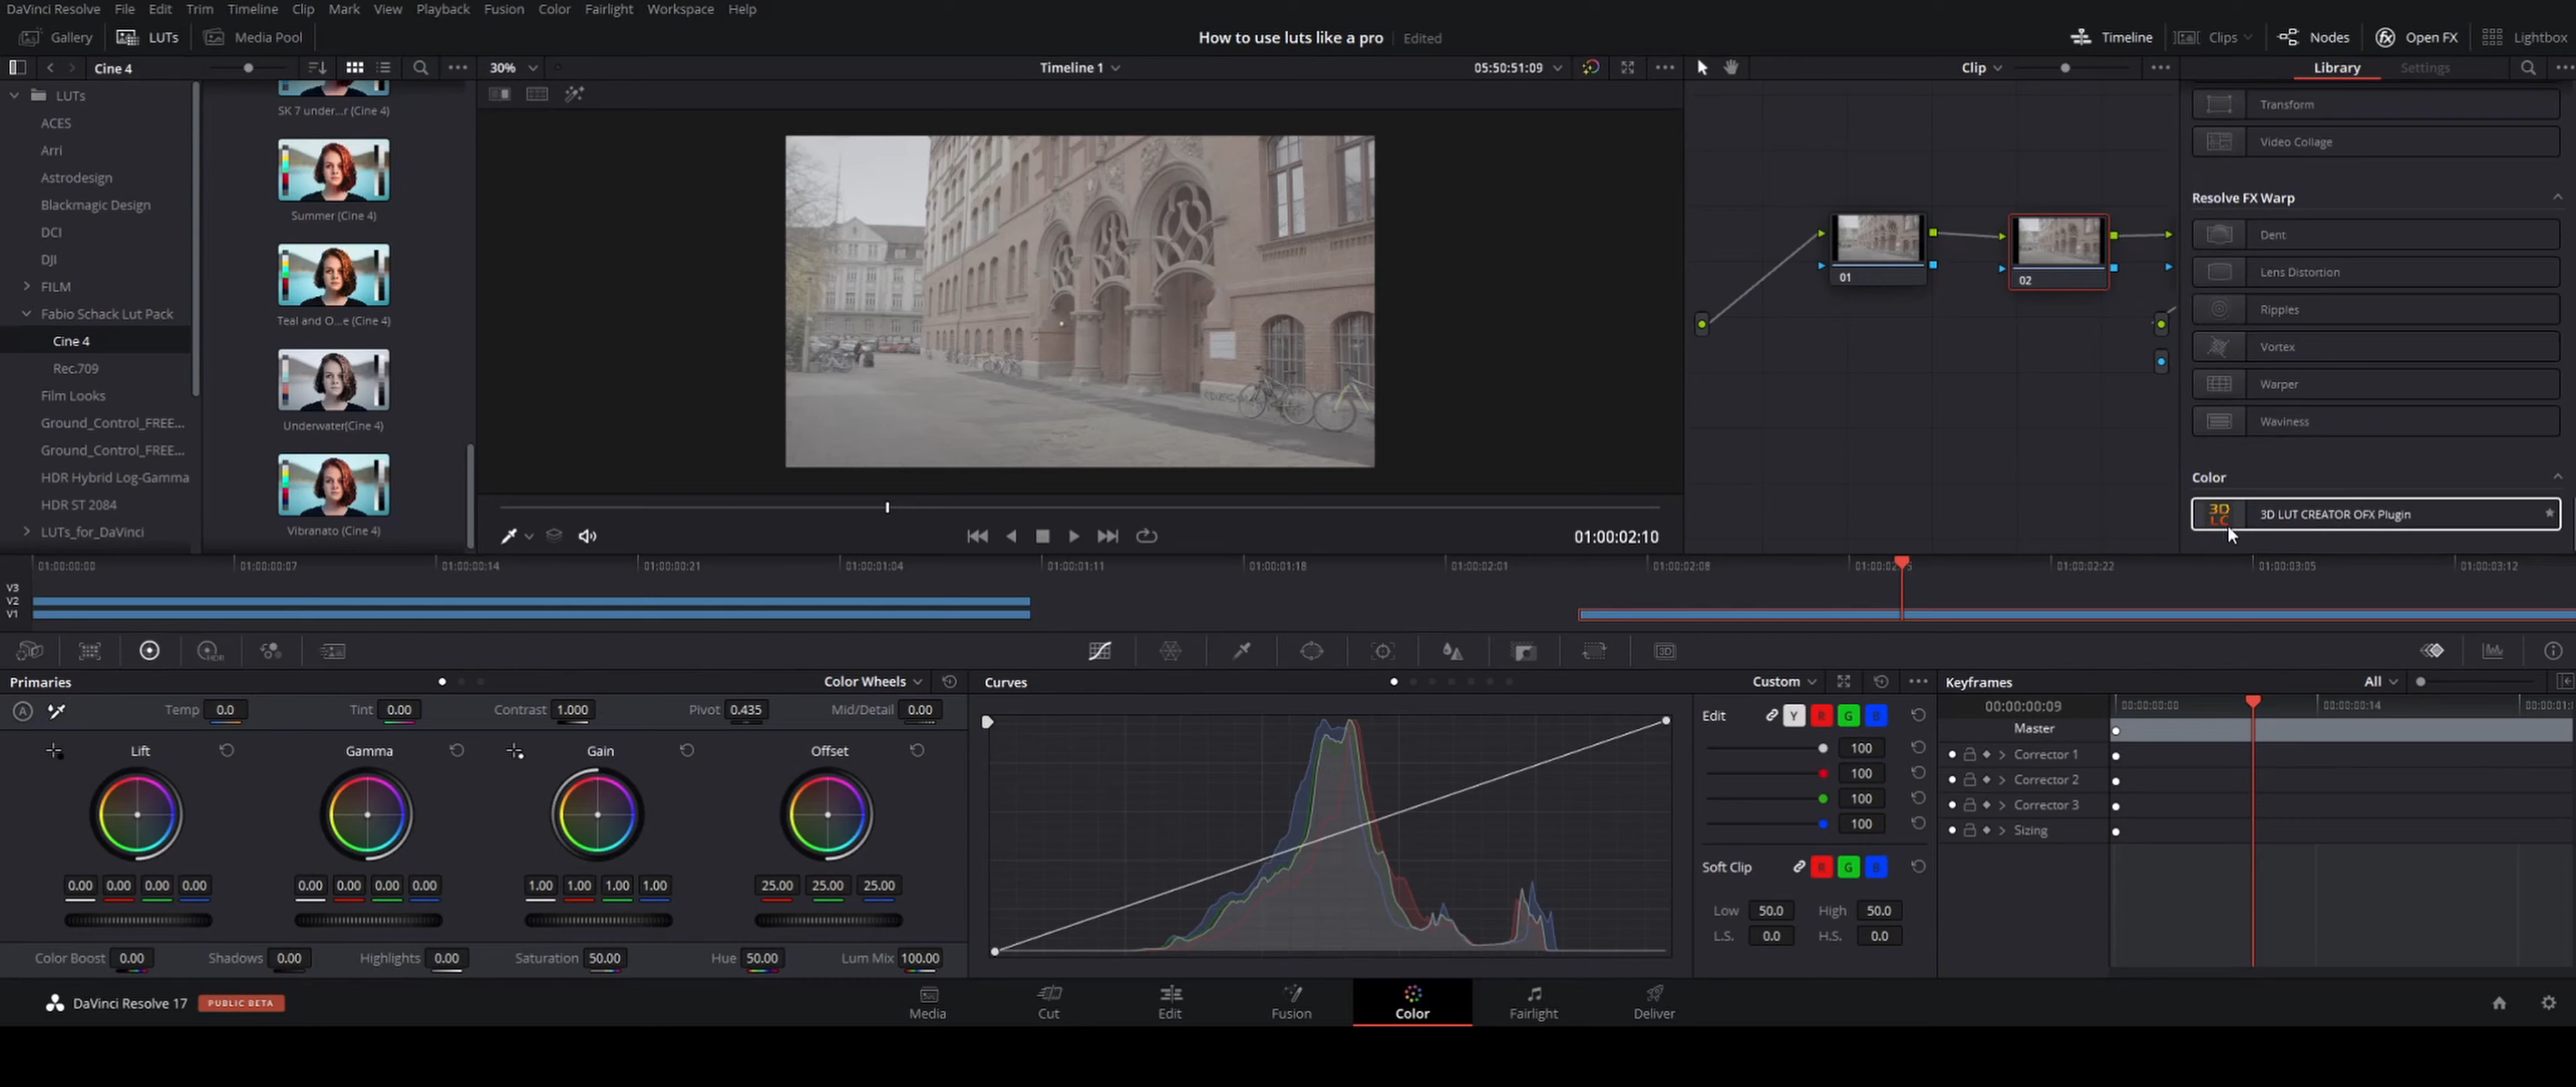 DaVinci Resolve File Edit Trim Timeline Clip Mark View Playback Fusion Color Fairlight Workspace Help
Gallery LUTs Media Pool
How to use luts like a pro Edited
Timeline Clips Nodes Open FX Lightbox
Cine 4
30%
Timeline 1
05:50:51:09
Clip
Library Settings
LUTs
ACES
Arri
Astrodesign
Blackmagic Design
DCI
DJI
FILM
Fabio Schack Lut Pack
Cine 4
Rec.709
Film Looks
Ground_Control_FREE...
Ground_Control_FREE...
HDR Hybrid Log-Gamma
HDR ST 2084
LUTs_for_DaVinci
SK 7 under...r (Cine 4)
Summer (Cine 4)
Teal and O...e (Cine 4)
Underwater(Cine 4)
Vibranato (Cine 4)
01:00:02:10
01
02
Transform
Video Collage
Resolve FX Warp
Dent
Lens Distortion
Ripples
Vortex
Warper
Waviness
Color
3D LC 3D LUT CREATOR OFX Plugin
01:00:00:00 01:00:00:07 01:00:00:14 01:00:00:21 01:00:01:04 01:00:01:11 01:00:01:18 01:00:02:01 01:00:02:08 01:00:02:22 01:00:03:05 01:00:03:12
V3
V2
V1
HDR
3D
Primaries Color Wheels
A Temp 0.0 Tint 0.00 Contrast 1.000 Pivot 0.435 Mid/Detail 0.00
Lift Gamma Gain Offset
0.00 0.00 0.00 0.00 0.00 0.00 0.00 0.00 1.00 1.00 1.00 1.00 25.00 25.00 25.00
Color Boost 0.00 Shadows 0.00 Highlights 0.00 Saturation 50.00 Hue 50.00 Lum Mix 100.00
Curves Custom
Edit Y R G B
100
100
100
100
Soft Clip R G B
Low 50.0 High 50.0
L.S. 0.0 H.S. 0.0
Keyframes All
00:00:00:09 00:00:00:00 00:00:00:14
Master
Corrector 1
Corrector 2
Corrector 3
Sizing
DaVinci Resolve 17 PUBLIC BETA
Media Cut Edit Fusion Color Fairlight Deliver